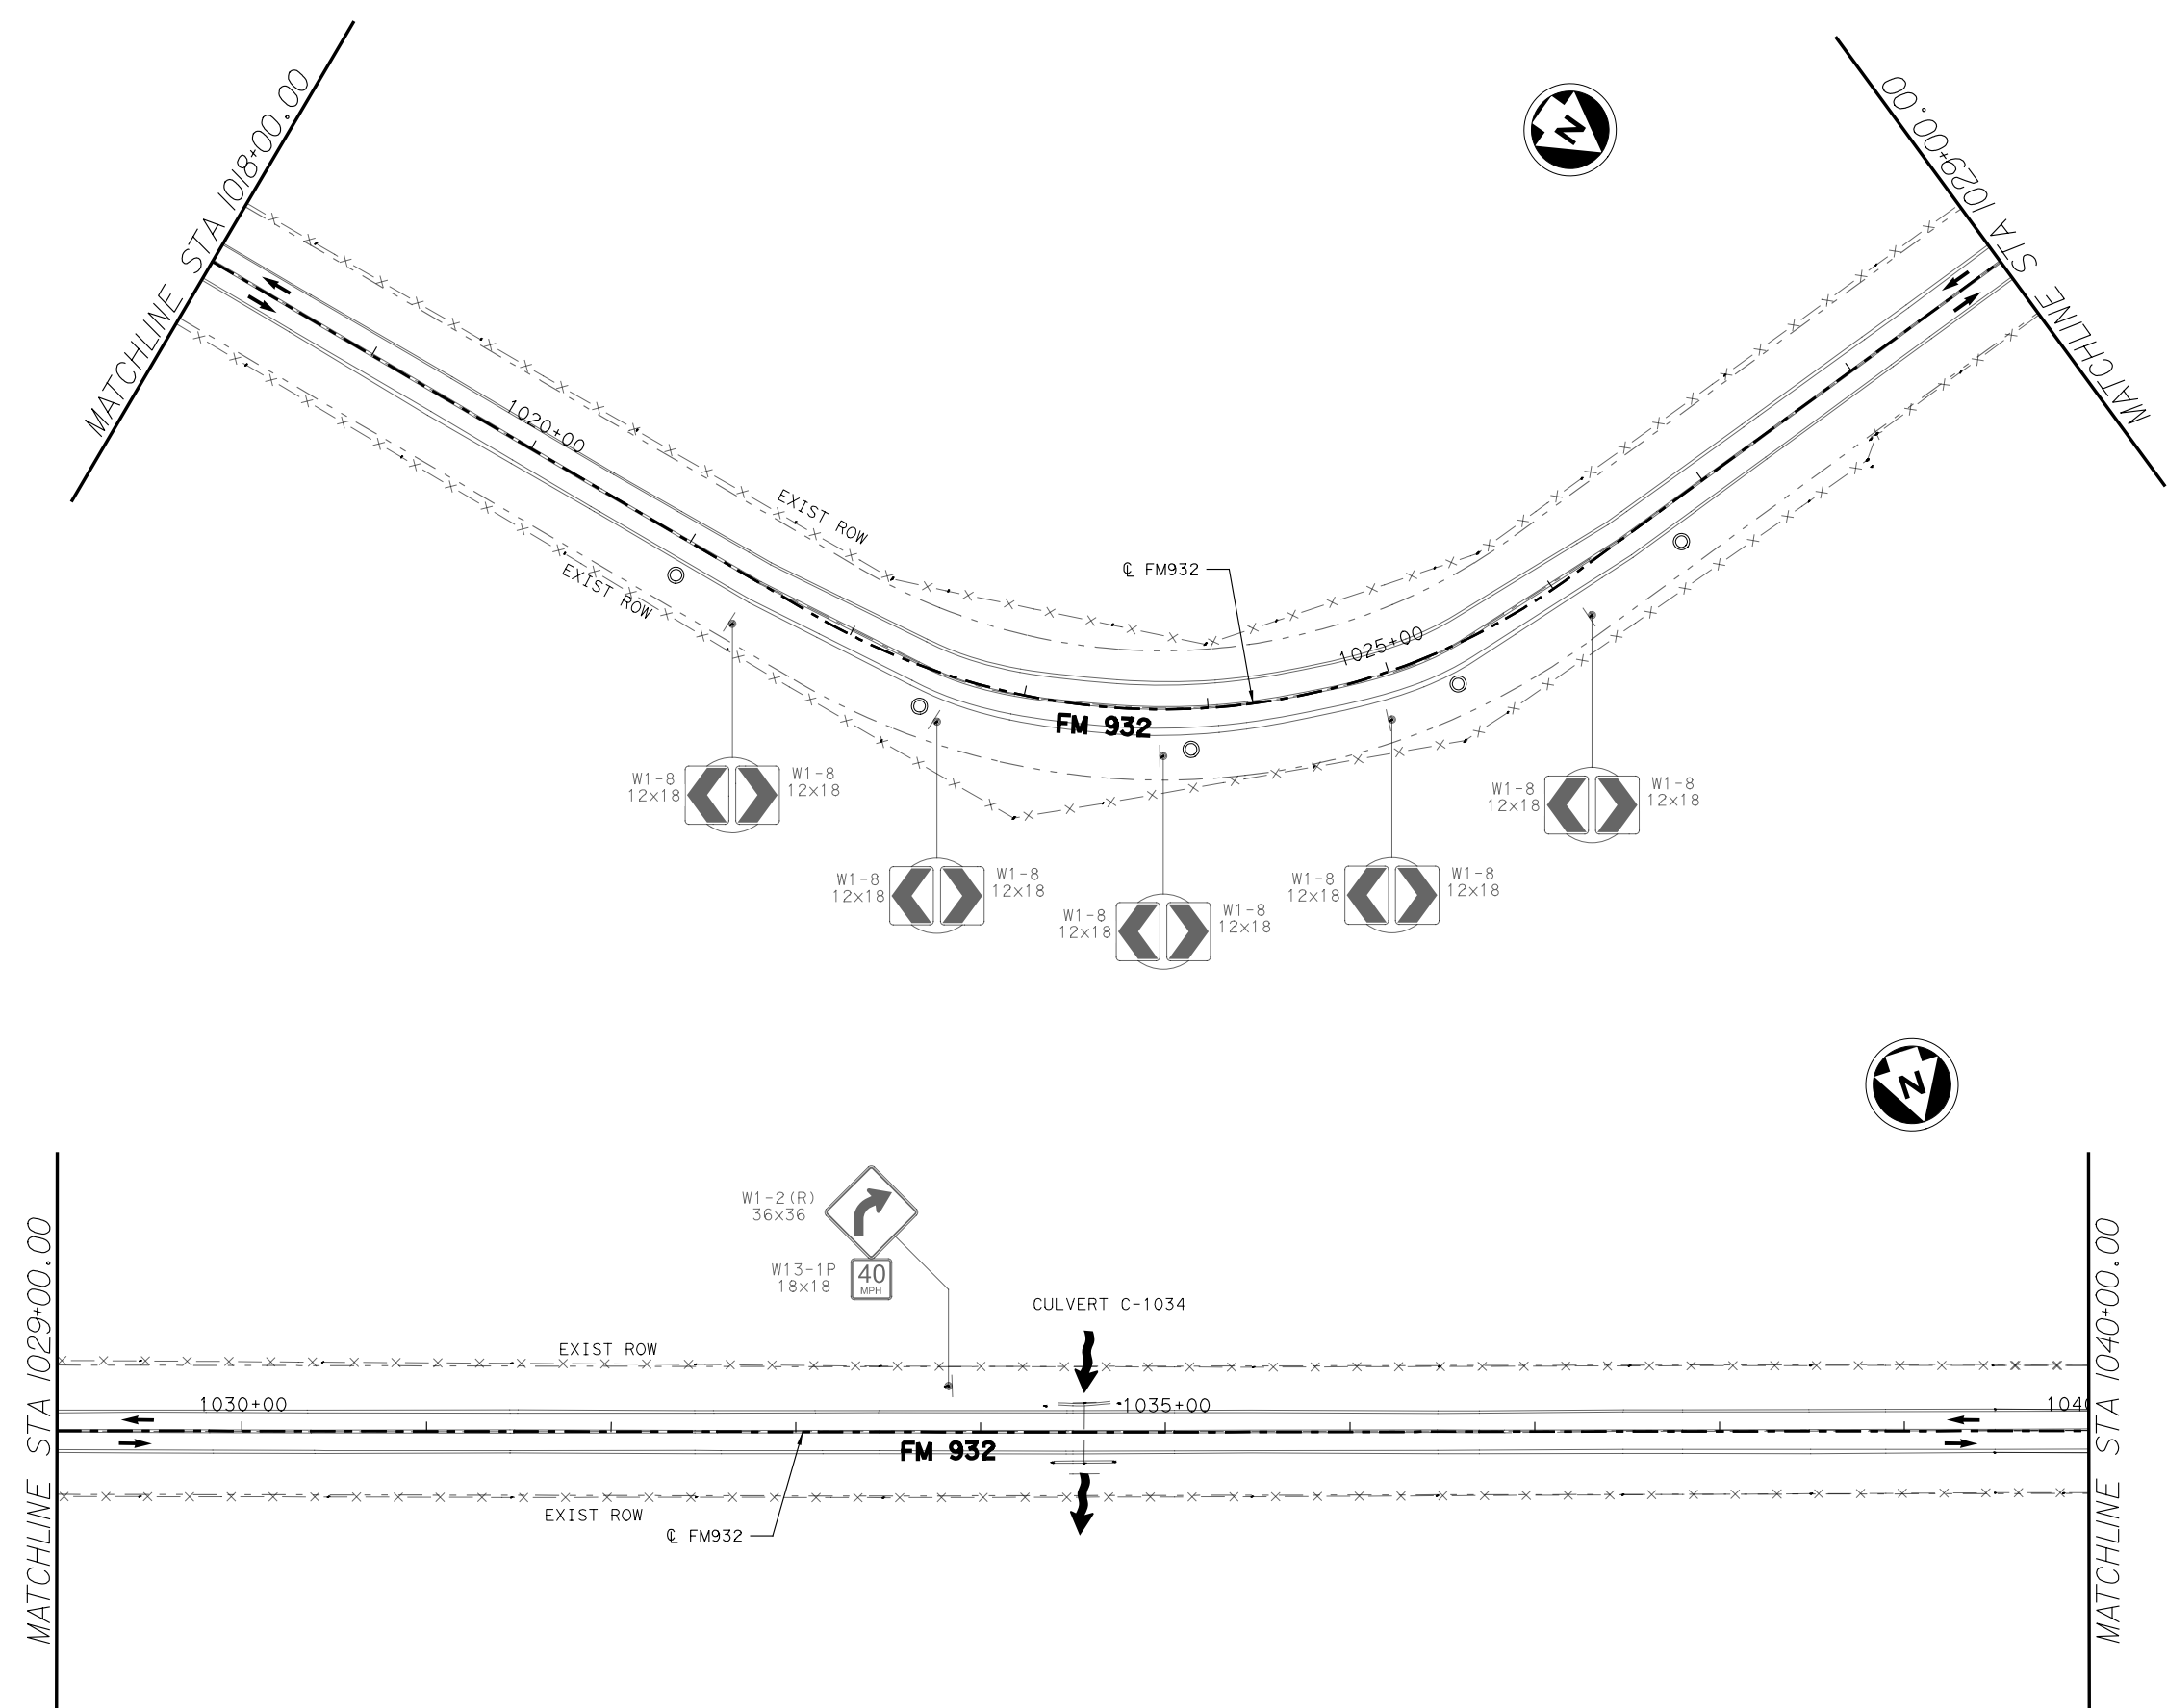 MATCHLINE STA 1018+00.00
MATCHLINE STA 1029+00.00
N
1020+00
EXIST ROW
EXIST ROW
℄ FM932
1025+00
FM 932
W1-8
12x18
W1-8
12x18
W1-8
12x18
W1-8
12x18
W1-8
12x18
W1-8
12x18
W1-8
12x18
W1-8
12x18
W1-8
12x18
W1-8
12x18
N
MATCHLINE STA 1029+00.00
W1-2(R)
36x36
W13-1P
18x18
40
MPH
CULVERT C-1034
EXIST ROW
1030+00
1035+00
104
FM 932
EXIST ROW
℄ FM932
MATCHLINE STA 1040+00.00